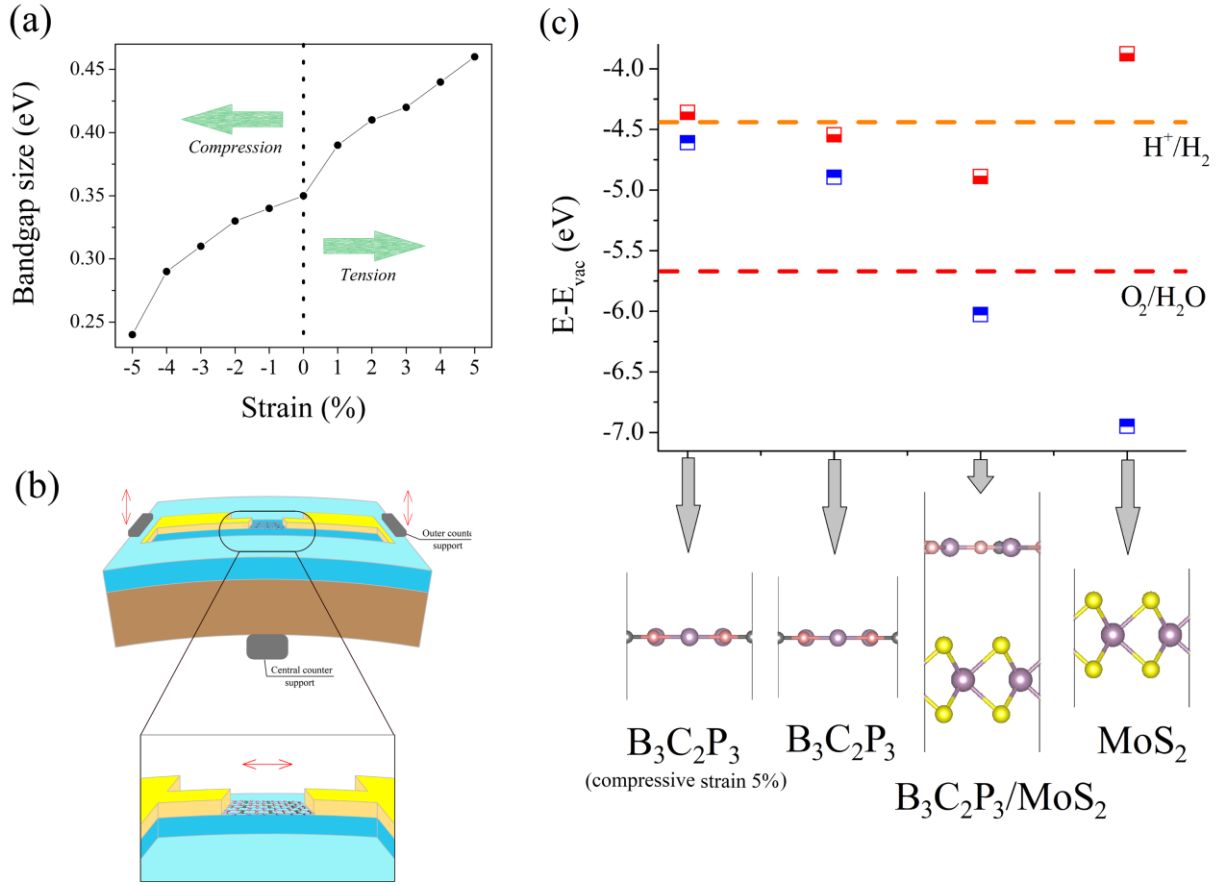 (a)
Bandgap size (eV)
0.45
0.40
0.35
0.30
0.25
Compression
Tension
-5 -4 -3 -2 -1 0 1 2 3 4 5
Strain (%)
(b)
Outer counte
support
Central counter
support
(c)
E-E_vac (eV)
-4.0
-4.5
-5.0
-5.5
-6.0
-6.5
-7.0
H⁺/H₂
O₂/H₂O
B₃C₂P₃
(compressive strain 5%)
B₃C₂P₃
B₃C₂P₃/MoS₂
MoS₂